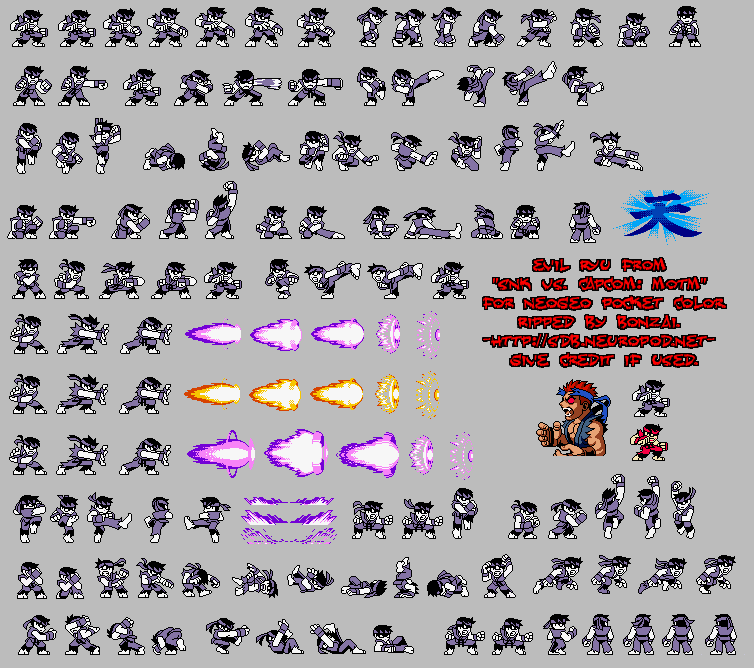 天
EVIL RYU FROM
"SNK VS. CAPCOM: MOTM"
FOR NEOGEO POCKET COLOR
RIPPED BY BONZAI.
-HTTP://SDB.NEUROPOD.NET-
GIVE CREDIT IF USED.